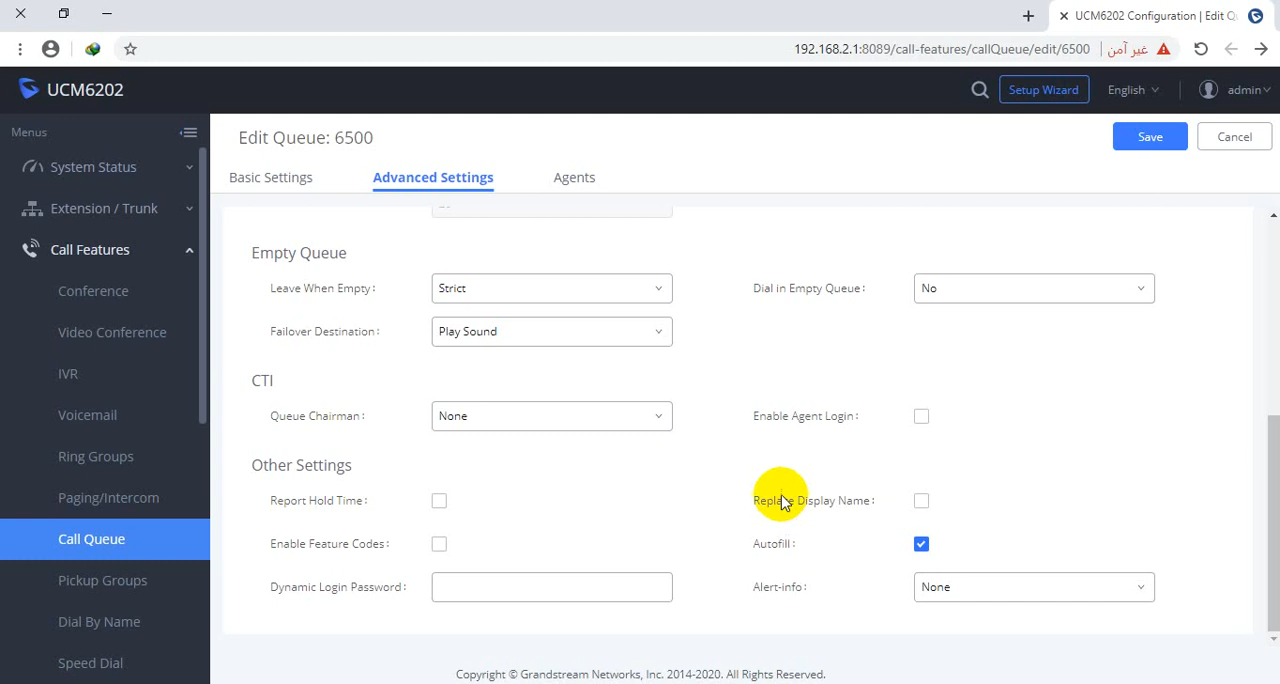 UCM6202 Configuration | Edit Q
192.168.2.1:8089/call-features/callQueue/edit/6500 غير آمن
UCM6202
Setup Wizard
English
admin
Menus
System Status
Extension / Trunk
Call Features
Conference
Video Conference
IVR
Voicemail
Ring Groups
Paging/Intercom
Call Queue
Pickup Groups
Dial By Name
Speed Dial
Edit Queue: 6500
Save
Cancel
Basic Settings
Advanced Settings
Agents
Empty Queue
Leave When Empty: Strict
Dial in Empty Queue: No
Failover Destination: Play Sound
CTI
Queue Chairman: None
Enable Agent Login:
Other Settings
Report Hold Time:
Replace Display Name:
Enable Feature Codes:
Autofill:
Dynamic Login Password:
Alert-info: None
Copyright © Grandstream Networks, Inc. 2014-2020. All Rights Reserved.